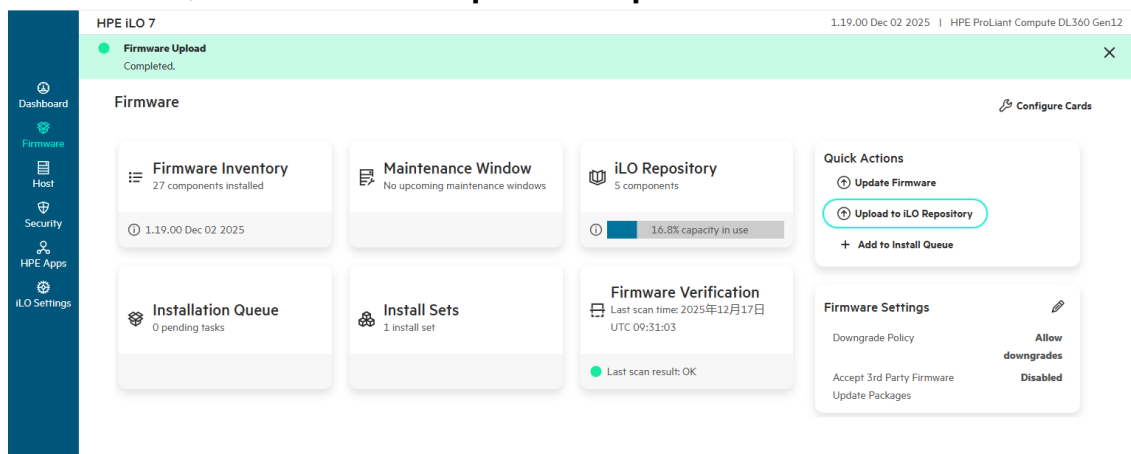 HPE iLO 7
1.19.00 Dec 02 2025 | HPE ProLiant Compute DL360 Gen12
Firmware Upload
Completed.
Dashboard
Firmware
Host
Security
HPE Apps
iLO Settings
Firmware
Configure Cards
Firmware Inventory
27 components installed
1.19.00 Dec 02 2025
Maintenance Window
No upcoming maintenance windows
iLO Repository
5 components
16.8% capacity in use
Installation Queue
0 pending tasks
Install Sets
1 install set
Firmware Verification
Last scan time: 2025年12月17日
UTC 09:31:03
Last scan result: OK
Quick Actions
Update Firmware
Upload to iLO Repository
+ Add to Install Queue
Firmware Settings
Downgrade Policy
Allow
downgrades
Accept 3rd Party Firmware
Update Packages
Disabled